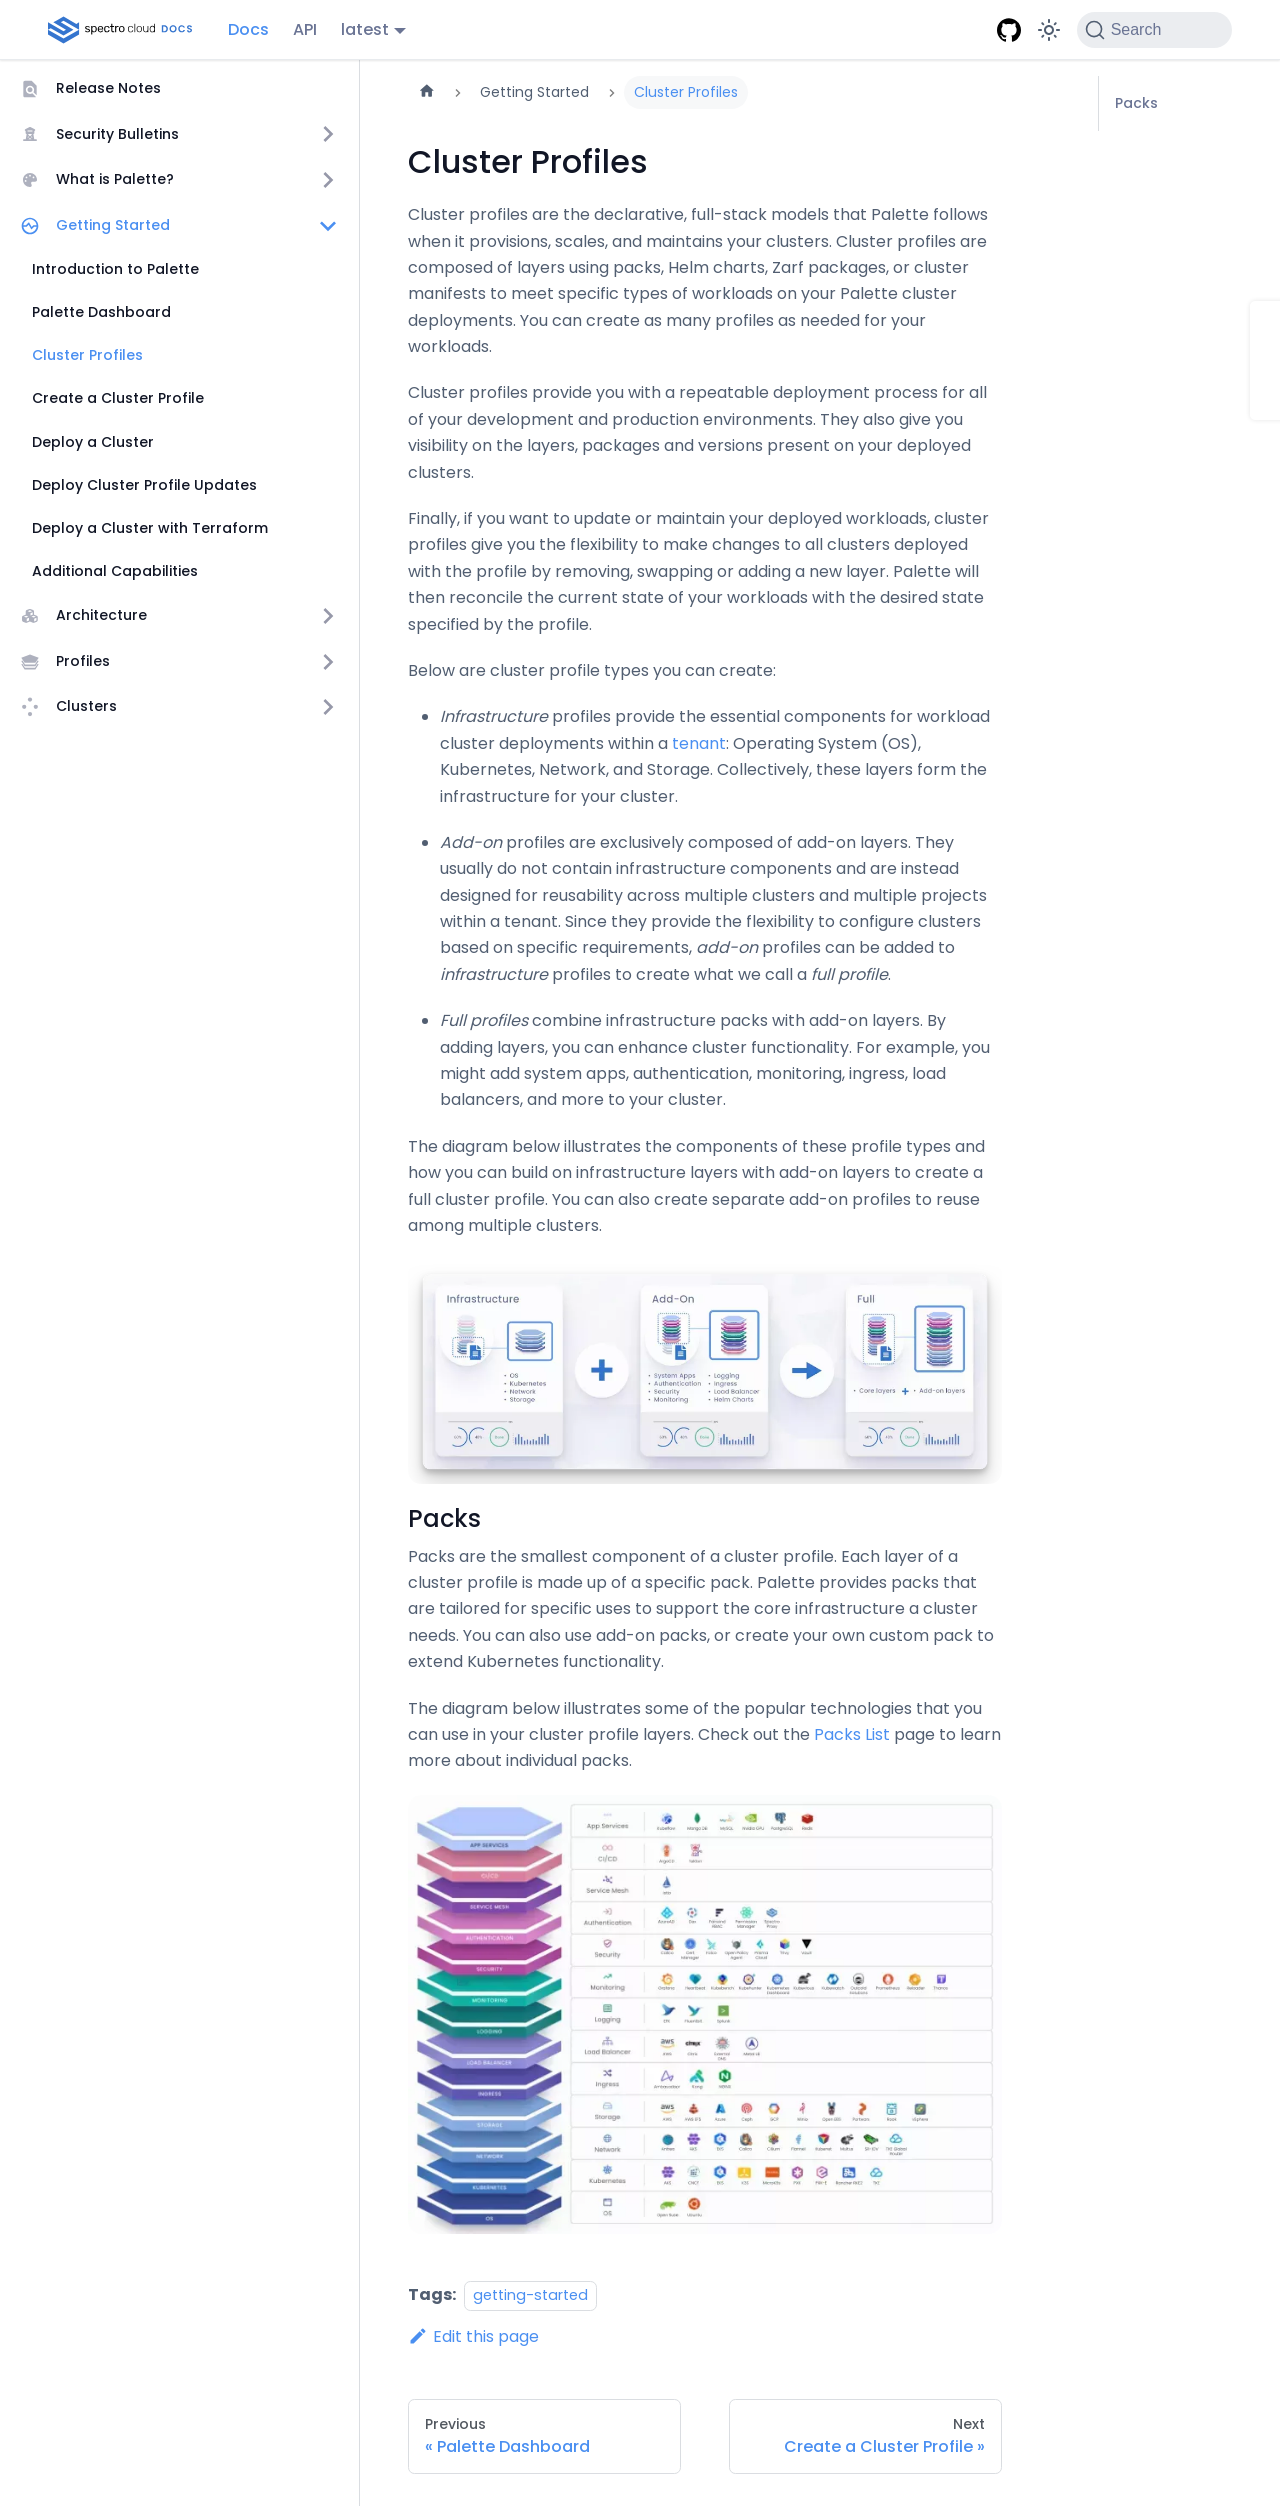 spectro cloud DOCS
Docs
API
latest
Search
Release Notes
Security Bulletins
What is Palette?
Getting Started
Introduction to Palette
Palette Dashboard
Cluster Profiles
Create a Cluster Profile
Deploy a Cluster
Deploy Cluster Profile Updates
Deploy a Cluster with Terraform
Additional Capabilities
Architecture
Profiles
Clusters
Getting Started
Cluster Profiles
Packs
Cluster Profiles
Cluster profiles are the declarative, full-stack models that Palette follows
when it provisions, scales, and maintains your clusters. Cluster profiles are
composed of layers using packs, Helm charts, Zarf packages, or cluster
manifests to meet specific types of workloads on your Palette cluster
deployments. You can create as many profiles as needed for your
workloads.
Cluster profiles provide you with a repeatable deployment process for all
of your development and production environments. They also give you
visibility on the layers, packages and versions present on your deployed
clusters.
Finally, if you want to update or maintain your deployed workloads, cluster
profiles give you the flexibility to make changes to all clusters deployed
with the profile by removing, swapping or adding a new layer. Palette will
then reconcile the current state of your workloads with the desired state
specified by the profile.
Below are cluster profile types you can create:
Infrastructure profiles provide the essential components for workload
cluster deployments within a tenant: Operating System (OS),
Kubernetes, Network, and Storage. Collectively, these layers form the
infrastructure for your cluster.
Add-on profiles are exclusively composed of add-on layers. They
usually do not contain infrastructure components and are instead
designed for reusability across multiple clusters and multiple projects
within a tenant. Since they provide the flexibility to configure clusters
based on specific requirements, add-on profiles can be added to
infrastructure profiles to create what we call a full profile.
Full profiles combine infrastructure packs with add-on layers. By
adding layers, you can enhance cluster functionality. For example, you
might add system apps, authentication, monitoring, ingress, load
balancers, and more to your cluster.
The diagram below illustrates the components of these profile types and
how you can build on infrastructure layers with add-on layers to create a
full cluster profile. You can also create separate add-on profiles to reuse
among multiple clusters.
Infrastructure
• OS
• Kubernetes
• Network
• Storage
Add-On
• System Apps
• Authentication
• Security
• Monitoring
• Logging
• Ingress
• Load Balancer
• Helm Charts
Full
• Core layers + • Add-on layers
Packs
Packs are the smallest component of a cluster profile. Each layer of a
cluster profile is made up of a specific pack. Palette provides packs that
are tailored for specific uses to support the core infrastructure a cluster
needs. You can also use add-on packs, or create your own custom pack to
extend Kubernetes functionality.
The diagram below illustrates some of the popular technologies that you
can use in your cluster profile layers. Check out the Packs List page to learn
more about individual packs.
APP SERVICES
CI/CD
SERVICE MESH
AUTHENTICATION
SECURITY
MONITORING
LOGGING
LOAD BALANCER
INGRESS
STORAGE
NETWORK
KUBERNETES
OS
App Services
CI/CD
Service Mesh
Authentication
Security
Monitoring
Logging
Load Balancer
Ingress
Storage
Network
Kubernetes
OS
Tags: getting-started
Edit this page
Previous
« Palette Dashboard
Next
Create a Cluster Profile »